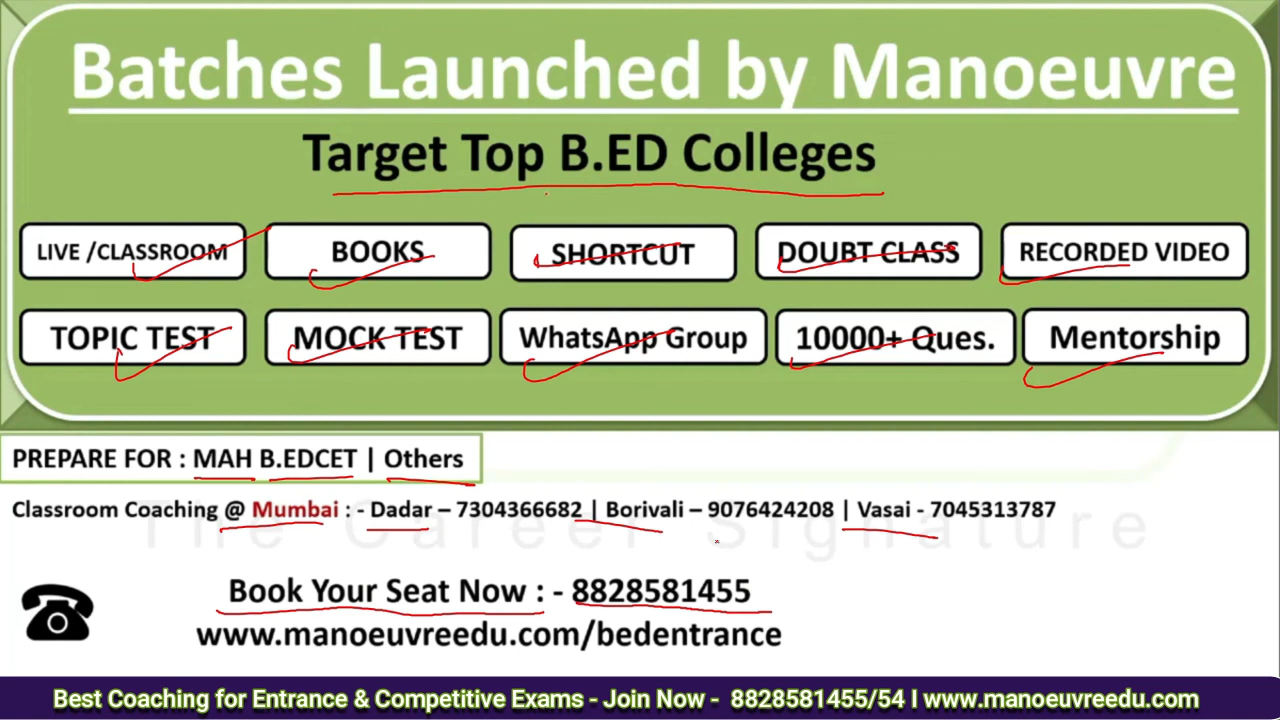 Batches Launched by Manoeuvre
Target Top B.ED Colleges
LIVE /CLASSROOM BOOKS SHORTCUT DOUBT CLASS RECORDED VIDEO
TOPIC TEST MOCK TEST WhatsApp Group 10000+ Ques. Mentorship
PREPARE FOR : MAH B.EDCET | Others
Classroom Coaching @ Mumbai : - Dadar – 7304366682 | Borivali – 9076424208 | Vasai - 7045313787
The Career Signature
Book Your Seat Now : - 8828581455
www.manoeuvreedu.com/bedentrance
Best Coaching for Entrance & Competitive Exams - Join Now - 8828581455/54 I www.manoeuvreedu.com